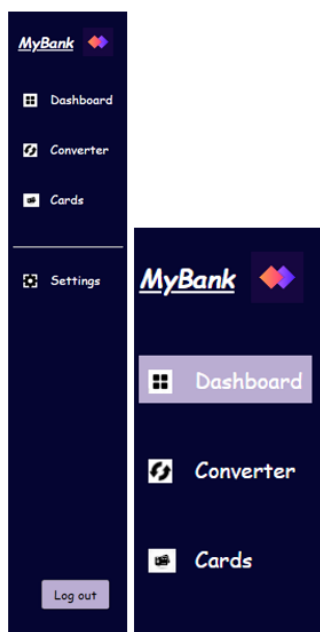 MyBank
Dashboard
Converter
Cards
Settings
Log out
MyBank
Dashboard
Converter
Cards